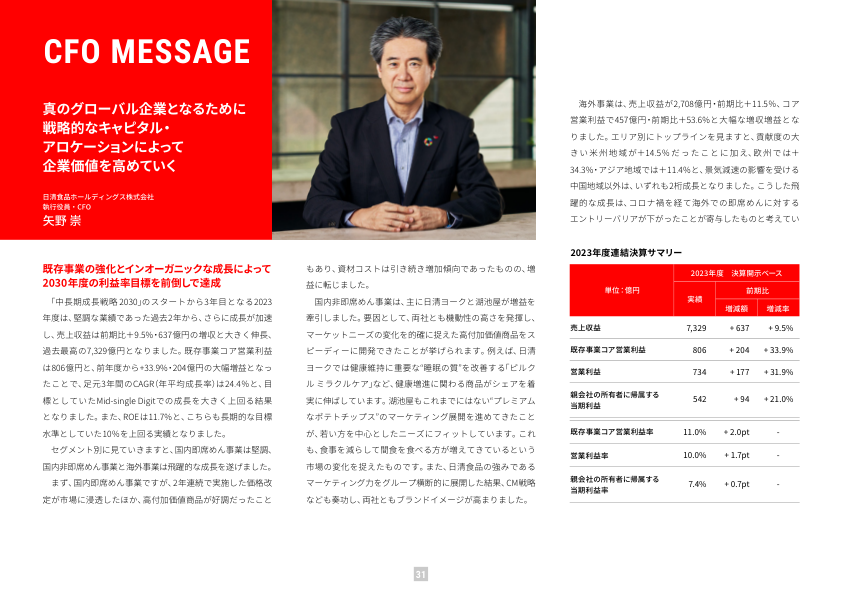 CFO MESSAGE
真のグローバル企業となるために
戦略的なキャピタル・
アロケーションによって
企業価値を高めていく
日清食品ホールディングス株式会社
執行役員・CFO
矢野 崇
既存事業の強化とインオーガニックな成長によって
2030年度の利益率目標を前倒しで達成
「中長期成長戦略2030」のスタートから3年目となる2023
年度は、堅調な業績であった過去2年から、さらに成長が加速
し、売上収益は前期比＋9.5%・637億円の増収と大きく伸長、
過去最高の7,329億円となりました。既存事業コア営業利益
は806億円と、前年度から+33.9%・204億円の大幅増益となっ
たことで、足元3年間のCAGR（年平均成長率）は24.4%と、目
標としていたMid-single Digitでの成長を大きく上回る結果
となりました。また、ROEは11.7%と、こちらも長期的な目標
水準としていた10%を上回る実績となりました。
セグメント別に見ていきますと、国内即席めん事業は堅調、
国内非即席めん事業と海外事業は飛躍的な成長を遂げました。
まず、国内即席めん事業ですが、2年連続で実施した価格改
定が市場に浸透したほか、高付加価値商品が好調だったこと
もあり、資材コストは引き続き増加傾向であったものの、増
益に転じました。
国内非即席めん事業は、主に日清ヨークと湖池屋が増益を
牽引しました。要因として、両社とも機動性の高さを発揮し、
マーケットニーズの変化を的確に捉えた高付加価値商品をス
ピーディーに開発できたことが挙げられます。例えば、日清
ヨークでは健康維持に重要な“睡眠の質”を改善する「ピルク
ル ミラクルケア」など、健康増進に関わる商品がシェアを着
実に伸ばしています。湖池屋もこれまでにはない“プレミアム
なポテトチップス”のマーケティング展開を進めてきたこと
が、若い方を中心としたニーズにフィットしています。これ
も、食事を減らして間食を食べる方が増えてきているという
市場の変化を捉えたものです。また、日清食品の強みである
マーケティング力をグループ横断的に展開した結果、CM戦略
なども奏功し、両社ともブランドイメージが高まりました。
海外事業は、売上収益が2,708億円・前期比＋11.5%、コア
営業利益で457億円・前期比＋53.6%と大幅な増収増益とな
りました。エリア別にトップラインを見ますと、貢献度の大
きい米州地域が＋14.5%だったことに加え、欧州では＋
34.3%・アジア地域では＋11.4%と、景気減速の影響を受ける
中国地域以外は、いずれも2桁成長となりました。こうした飛
躍的な成長は、コロナ禍を経て海外での即席めんに対する
エントリーバリアが下がったことが寄与したものと考えてい
2023年度連結決算サマリー
単位：億円
2023年度 決算開示ベース
実績
前期比
増減額 増減率
売上収益 7,329 + 637 + 9.5%
既存事業コア営業利益 806 + 204 + 33.9%
営業利益 734 + 177 + 31.9%
親会社の所有者に帰属する
当期利益 542 + 94 + 21.0%
既存事業コア営業利益率 11.0% + 2.0pt -
営業利益率 10.0% + 1.7pt -
親会社の所有者に帰属する
当期利益率 7.4% + 0.7pt -
31